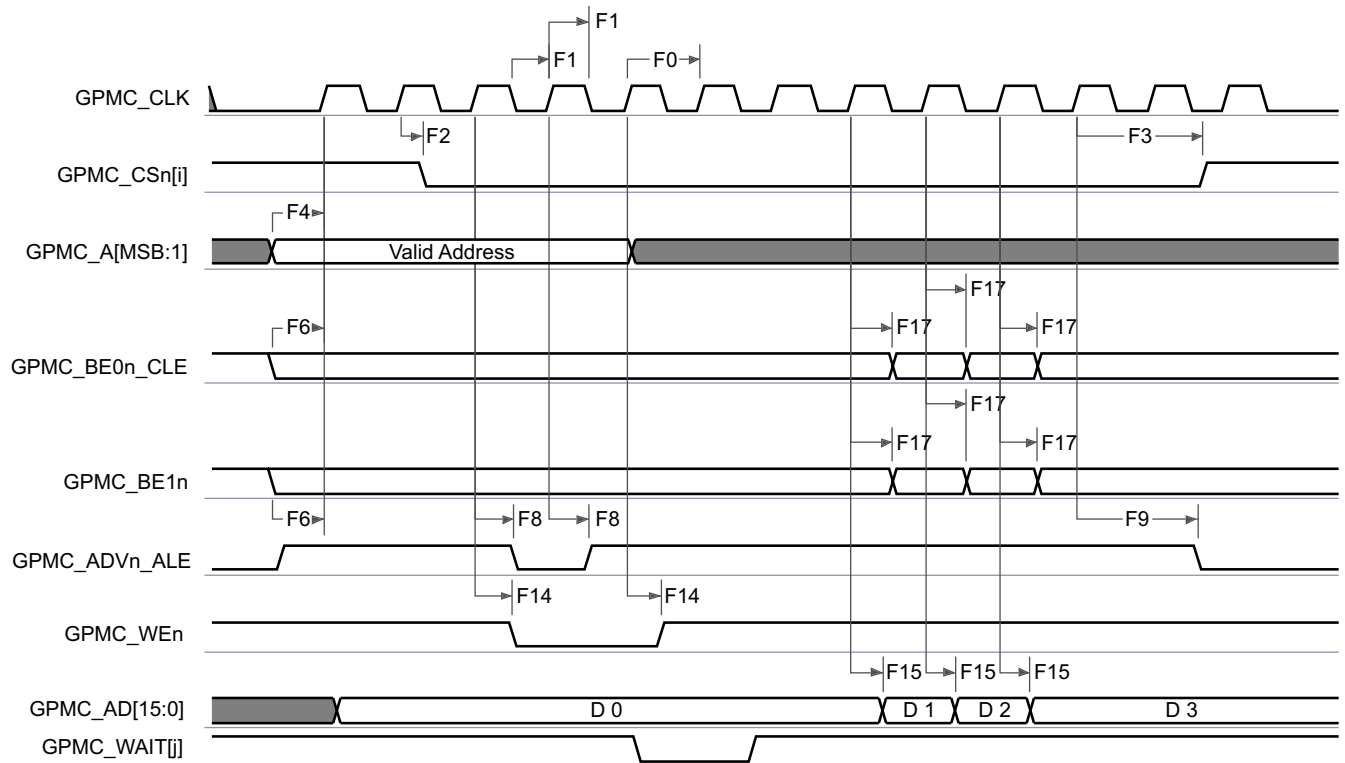 F1
F1 F0
GPMC_CLK
F2 F3
GPMC_CSn[i]
F4
GPMC_A[MSB:1] Valid Address
F17
F6 F17 F17
GPMC_BE0n_CLE
F17
F17 F17
GPMC_BE1n
F6 F8 F8 F9
GPMC_ADVn_ALE
F14 F14
GPMC_WEn
F15 F15 F15
GPMC_AD[15:0] D 0 D 1 D 2 D 3
GPMC_WAIT[j]